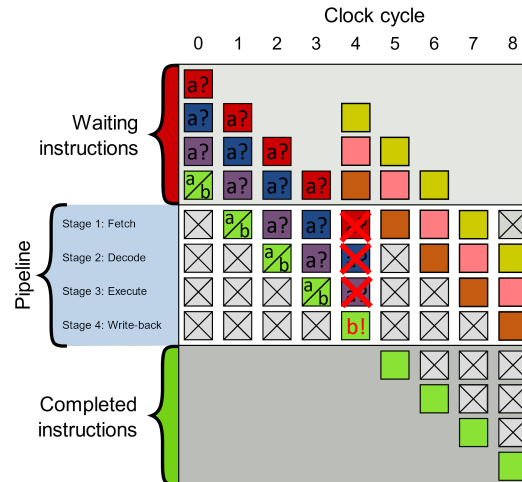 Clock cycle
0 1 2 3 4 5 6 7 8
Waiting
instructions
a?
a? a?
a? a? a?
a/b a? a? a?
Pipeline
Stage 1: Fetch
a/b a? a?
Stage 2: Decode
a/b a? a?
Stage 3: Execute
a/b a?
Stage 4: Write-back
b!
Completed
instructions